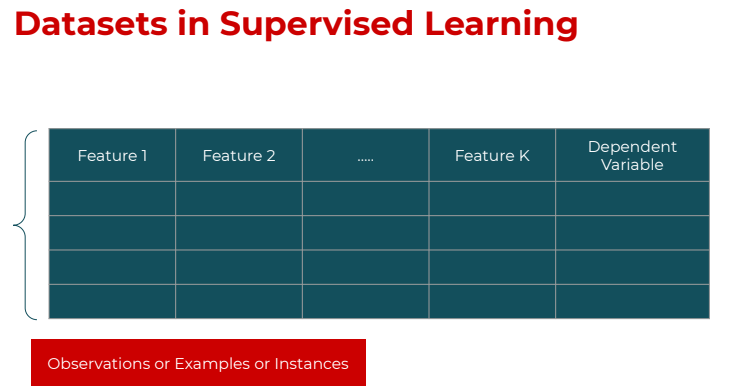 Datasets in Supervised Learning
Feature 1 Feature 2 ..... Feature K Dependent
Variable
Observations or Examples or Instances